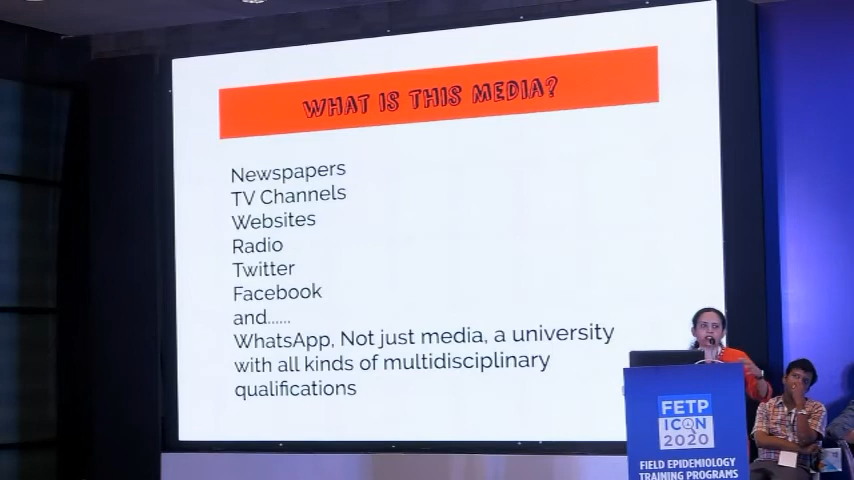 WHAT IS THIS MEDIA?
Newspapers
TV Channels
Websites
Radio
Twitter
Facebook
and......
WhatsApp, Not just media, a university
with all kinds of multidisciplinary
qualifications
FETP
ICON
2020
FIELD EPIDEMIOLOGY
TRAINING PROGRAMS